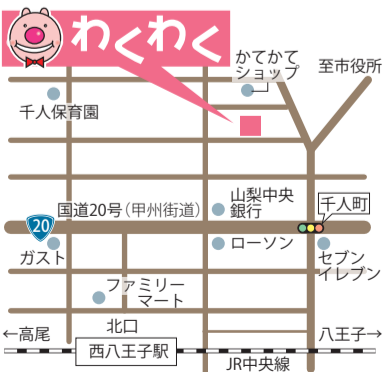 わくわく
かてかて
ショップ
至市役所
千人保育園
山梨中央
銀行
千人町
国道20号(甲州街道)
20
ガスト
ローソン
セブン
イレブン
ファミリー
マート
←高尾
北口
八王子→
西八王子駅
JR中央線